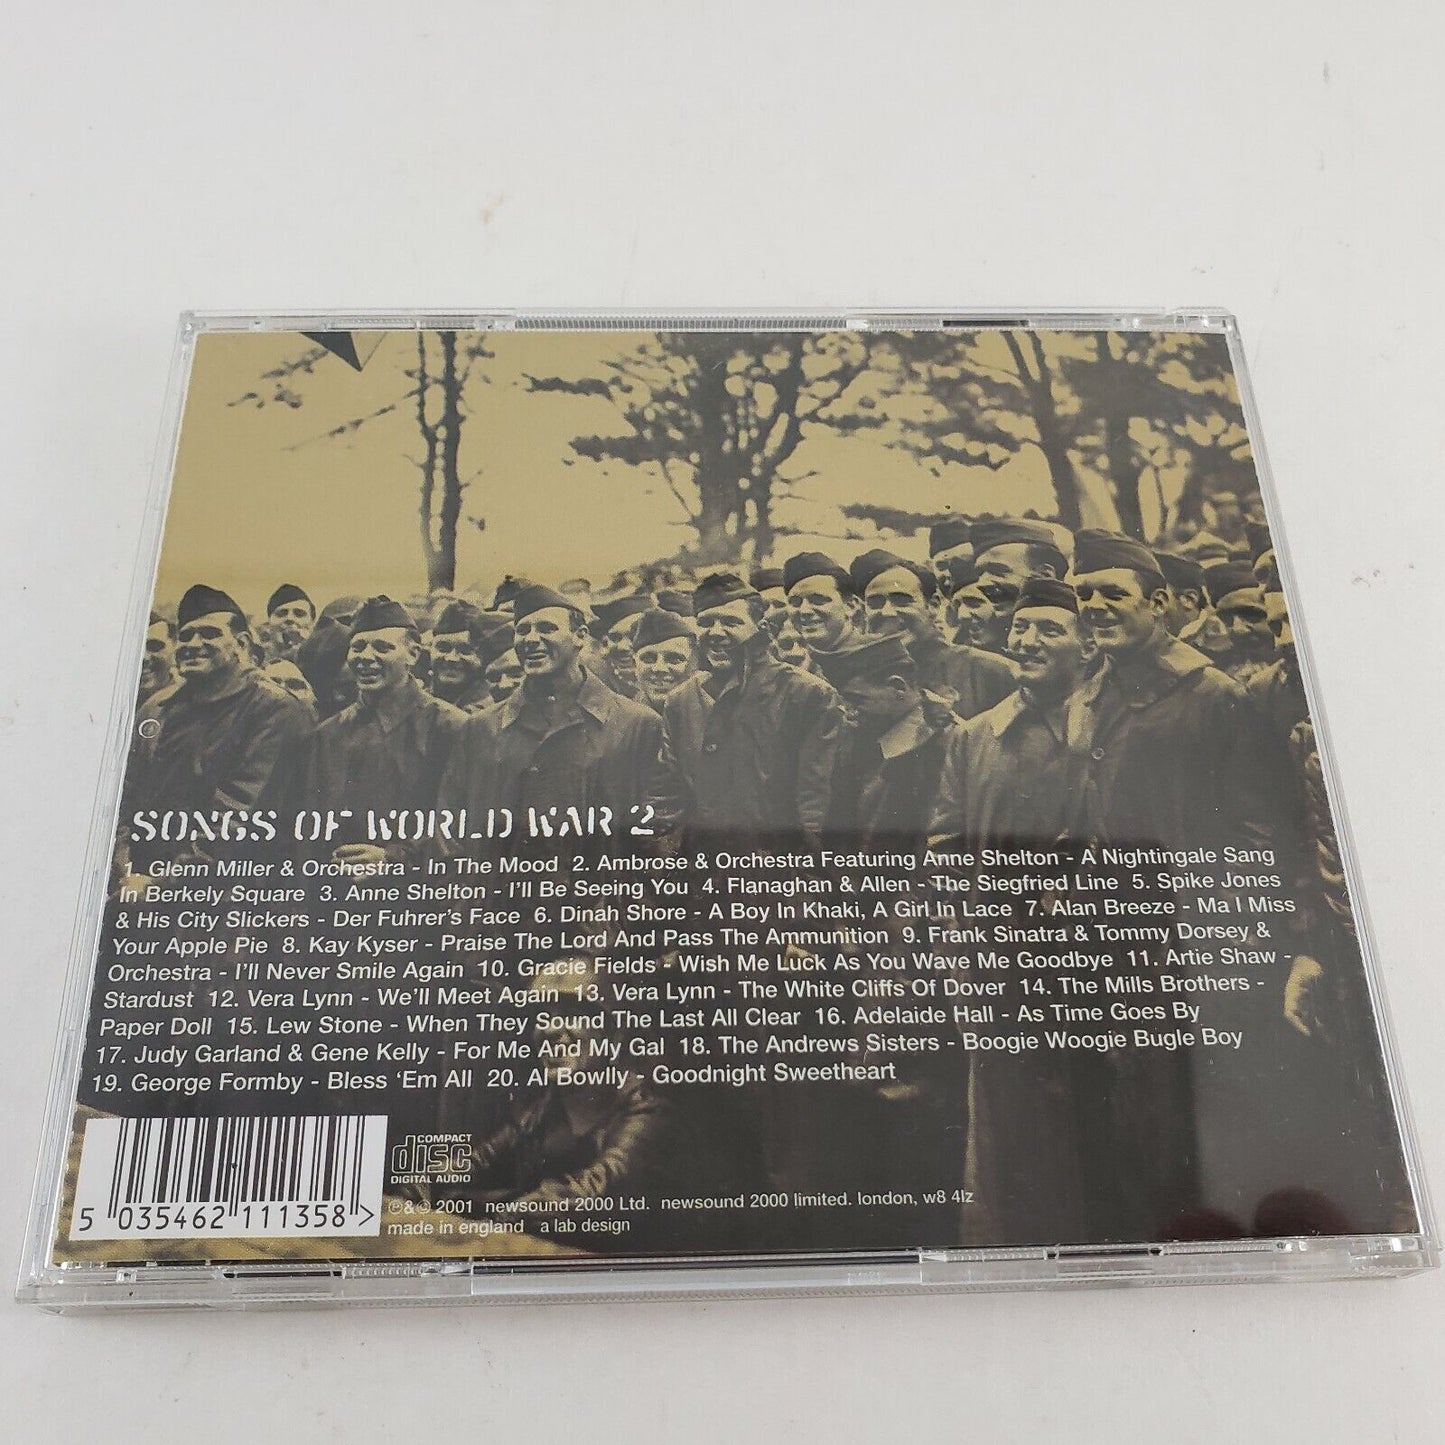 SONGS OF WORLD WAR 2
1. Glenn Miller & Orchestra - In The Mood 2. Ambrose & Orchestra Featuring Anne Shelton - A Nightingale Sang
In Berkely Square 3. Anne Shelton - I'll Be Seeing You 4. Flanaghan & Allen - The Siegfried Line 5. Spike Jones
& His City Slickers - Der Fuhrer's Face 6. Dinah Shore - A Boy In Khaki, A Girl In Lace 7. Alan Breeze - Ma I Miss
Your Apple Pie 8. Kay Kyser - Praise The Lord And Pass The Ammunition 9. Frank Sinatra & Tommy Dorsey &
Orchestra - I'll Never Smile Again 10. Gracie Fields - Wish Me Luck As You Wave Me Goodbye 11. Artie Shaw -
Stardust 12. Vera Lynn - We'll Meet Again 13. Vera Lynn - The White Cliffs Of Dover 14. The Mills Brothers -
Paper Doll 15. Lew Stone - When They Sound The Last All Clear 16. Adelaide Hall - As Time Goes By
17. Judy Garland & Gene Kelly - For Me And My Gal 18. The Andrews Sisters - Boogie Woogie Bugle Boy
19. George Formby - Bless 'Em All 20. Al Bowlly - Goodnight Sweetheart
5 035462 111358 >
COMPACT
disc
DIGITAL AUDIO
℗&© 2001 newsound 2000 Ltd. newsound 2000 limited. london, w8 4lz
made in england a lab design